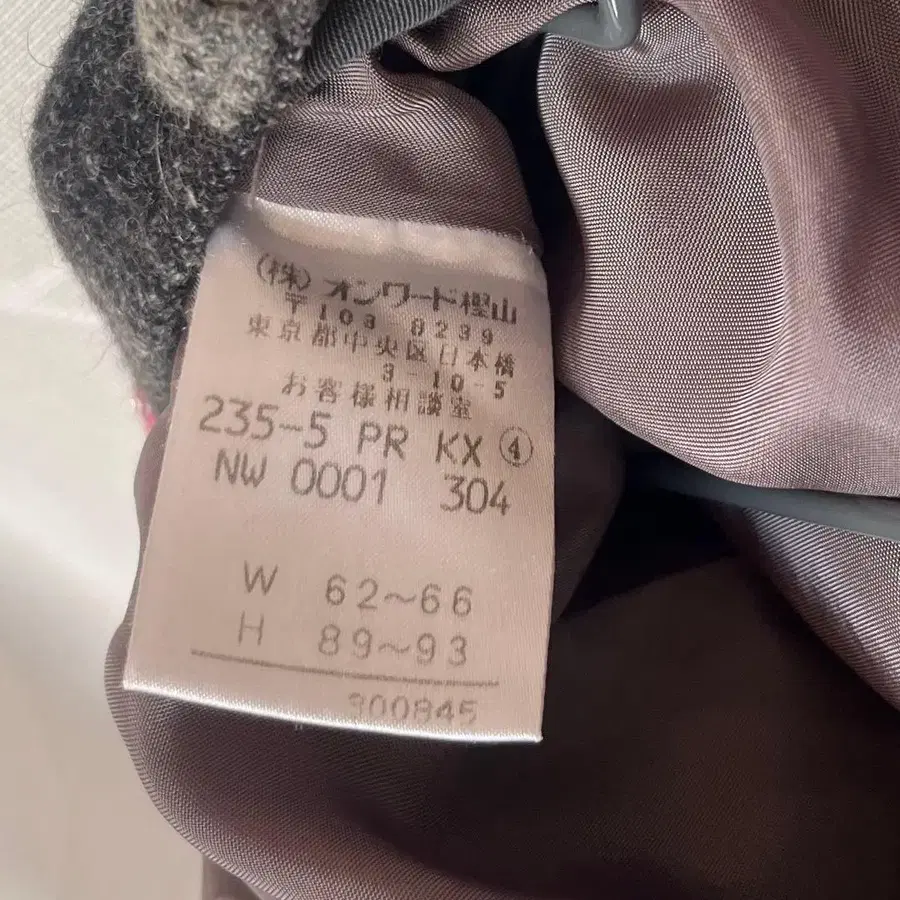 (株)オンワード樫山
〒103 8239
東京都中央区日本橋
3-10-5
お客様相談室
235-5 PR KX ④
NW 0001 304
W 62~66
H 89~93
300845